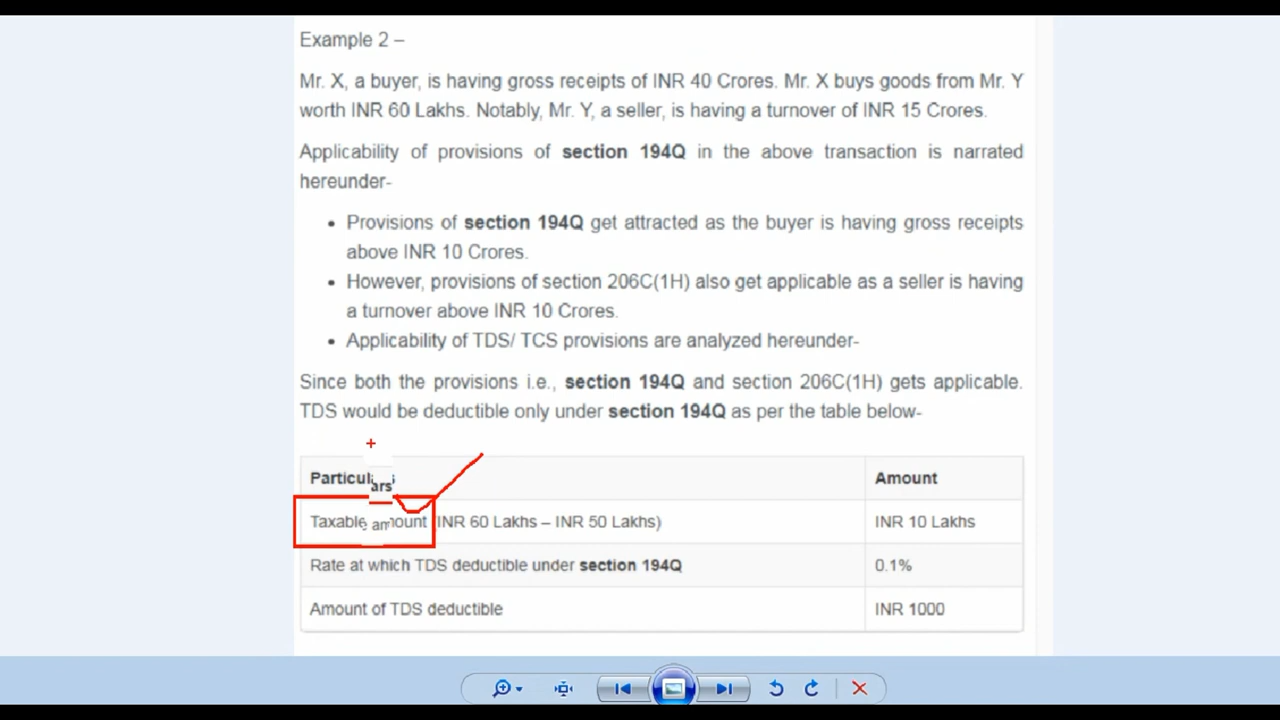 Example 2 –
Mr. X, a buyer, is having gross receipts of INR 40 Crores. Mr. X buys goods from Mr. Y
worth INR 60 Lakhs. Notably, Mr. Y, a seller, is having a turnover of INR 15 Crores.
Applicability of provisions of section 194Q in the above transaction is narrated
hereunder-
• Provisions of section 194Q get attracted as the buyer is having gross receipts
above INR 10 Crores.
• However, provisions of section 206C(1H) also get applicable as a seller is having
a turnover above INR 10 Crores.
• Applicability of TDS/ TCS provisions are analyzed hereunder-
Since both the provisions i.e., section 194Q and section 206C(1H) gets applicable.
TDS would be deductible only under section 194Q as per the table below-
Particulars Amount
Taxable amount (INR 60 Lakhs – INR 50 Lakhs) INR 10 Lakhs
Rate at which TDS deductible under section 194Q 0.1%
Amount of TDS deductible INR 1000